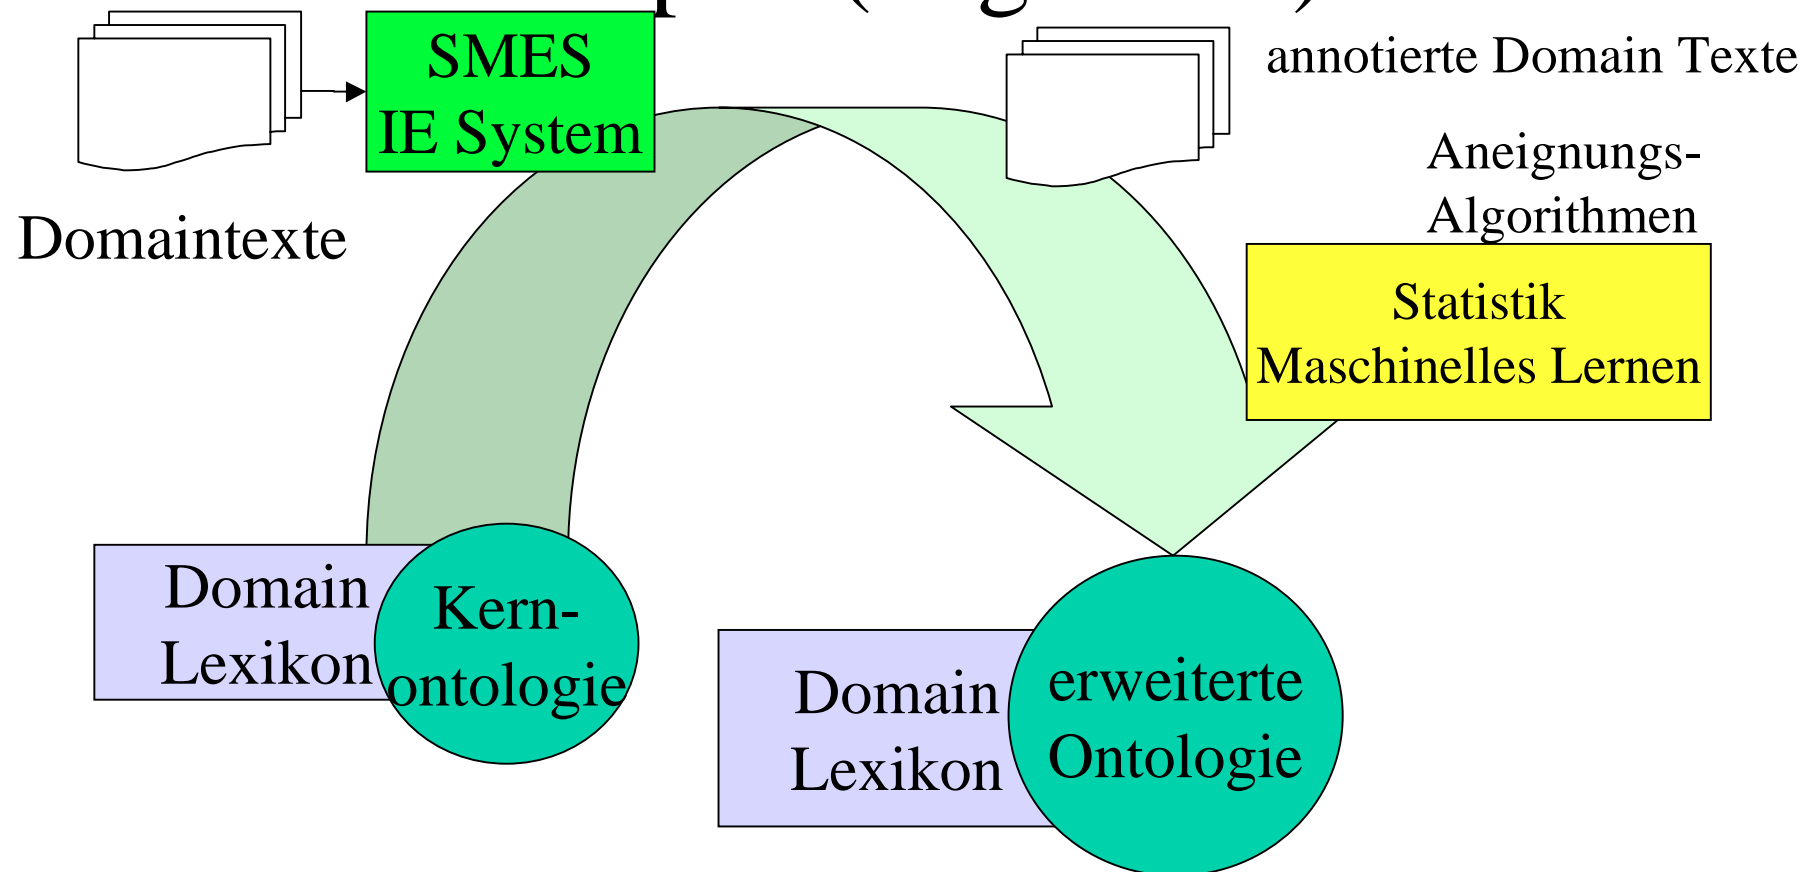 SMES
IE System
annotierte Domain Texte
Aneignungs-
Algorithmen
Domaintexte
Statistik
Maschinelles Lernen
Domain
Lexikon
Kern-
ontologie
Domain
Lexikon
erweiterte
Ontologie